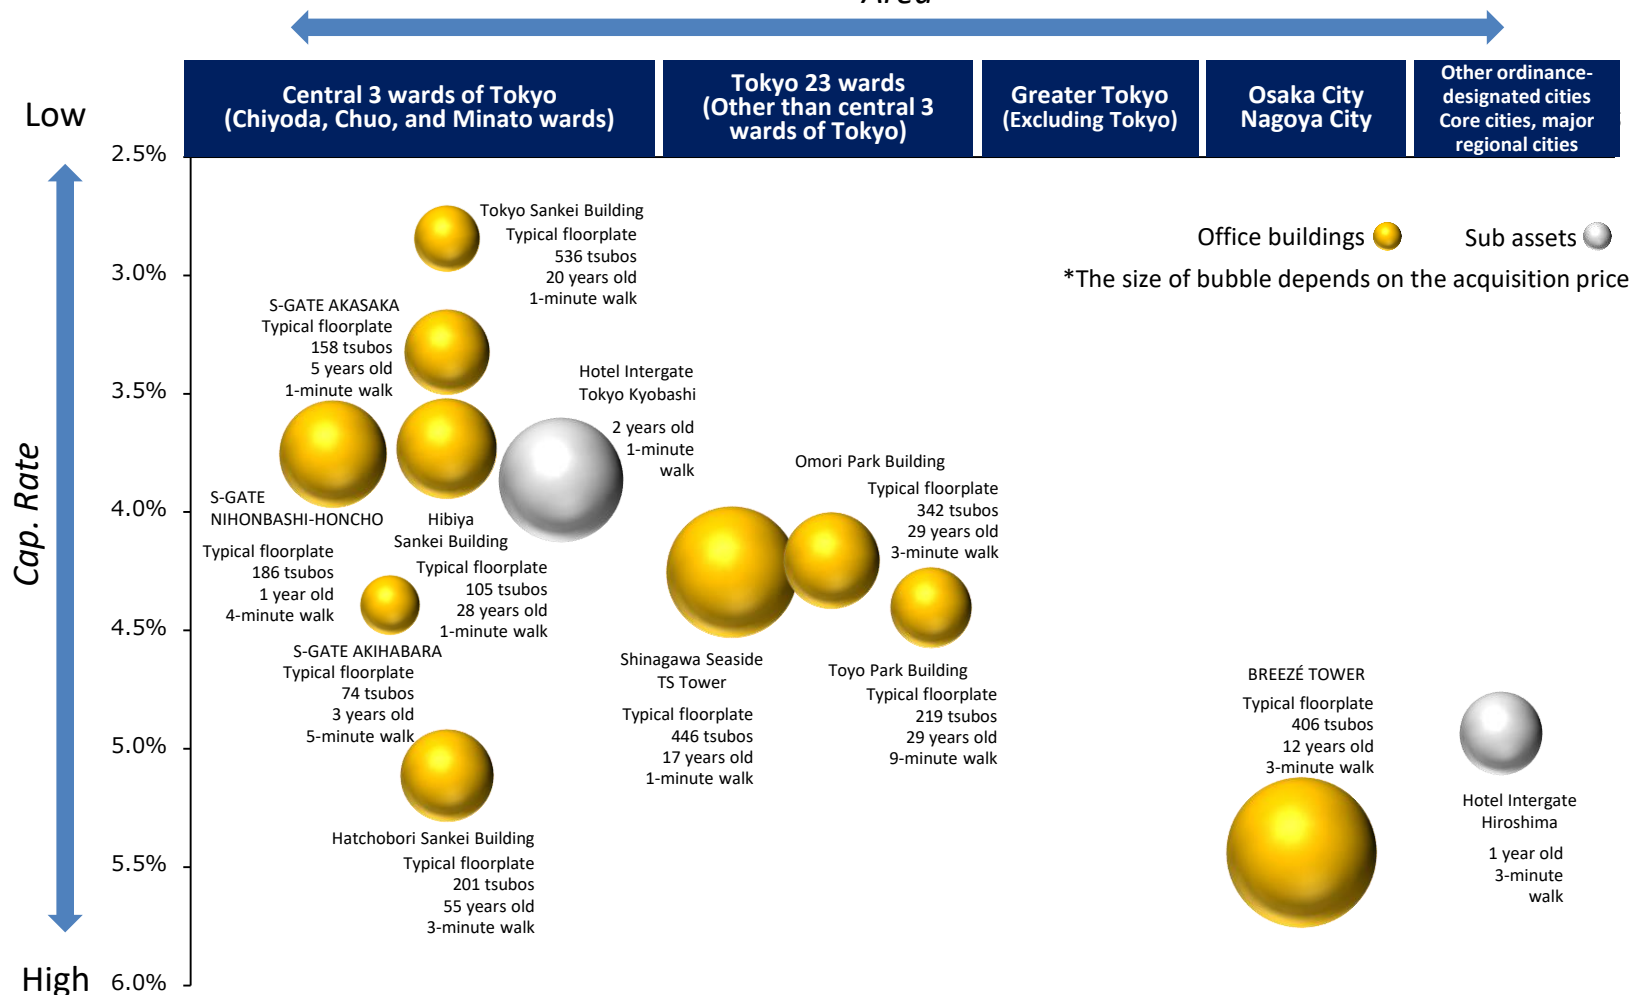 Area
Central 3 wards of Tokyo
(Chiyoda, Chuo, and Minato wards)
Tokyo 23 wards
(Other than central 3
wards of Tokyo)
Greater Tokyo
(Excluding Tokyo)
Osaka City
Nagoya City
Other ordinance-
designated cities
Core cities, major
regional cities
Low
2.5%
3.0%
3.5%
4.0%
4.5%
5.0%
5.5%
6.0%
High
Cap. Rate
Office buildings
Sub assets
*The size of bubble depends on the acquisition price
Tokyo Sankei Building
Typical floorplate
536 tsubos
20 years old
1-minute walk
S-GATE AKASAKA
Typical floorplate
158 tsubos
5 years old
1-minute walk
Hotel Intergate
Tokyo Kyobashi
2 years old
1-minute
walk
S-GATE
NIHONBASHI-HONCHO
Typical floorplate
186 tsubos
1 year old
4-minute walk
Hibiya
Sankei Building
Typical floorplate
105 tsubos
28 years old
1-minute walk
S-GATE AKIHABARA
Typical floorplate
74 tsubos
3 years old
5-minute walk
Hatchobori Sankei Building
Typical floorplate
201 tsubos
55 years old
3-minute walk
Omori Park Building
Typical floorplate
342 tsubos
29 years old
3-minute walk
Shinagawa Seaside
TS Tower
Typical floorplate
446 tsubos
17 years old
1-minute walk
Toyo Park Building
Typical floorplate
219 tsubos
29 years old
9-minute walk
BREEZÉ TOWER
Typical floorplate
406 tsubos
12 years old
3-minute walk
Hotel Intergate
Hiroshima
1 year old
3-minute
walk